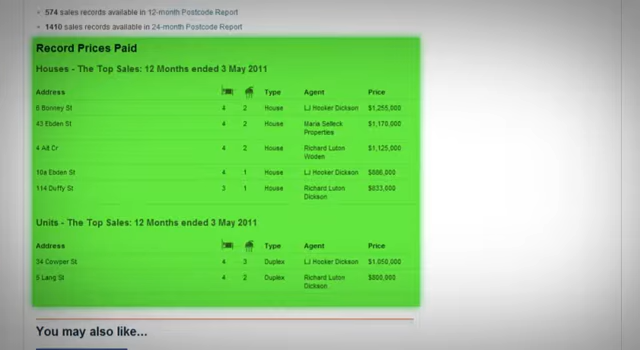 574 sales records available in 12-month Postcode Report
1410 sales records available in 24-month Postcode Report
Record Prices Paid
Houses - The Top Sales: 12 Months ended 3 May 2011
Address Type Agent Price
6 Bonney St 4 2 House LJ Hooker Dickson $1,255,000
43 Ebden St 4 2 House Maria Selleck Properties $1,170,000
4 Alt Cr 4 2 House Richard Luton Woden $1,125,000
10a Ebden St 4 1 House LJ Hooker Dickson
114 Duffy St 3 1 House Richard Luton Dickson $833,000
Units - The Top Sales: 12 Months ended 3 May 2011
Address Type Agent Price
34 Cowper St 4 3 Duplex LJ Hooker Dickson $1,050,000
5 Lang St 4 2 Duplex Richard Luton Dickson
You may also like...